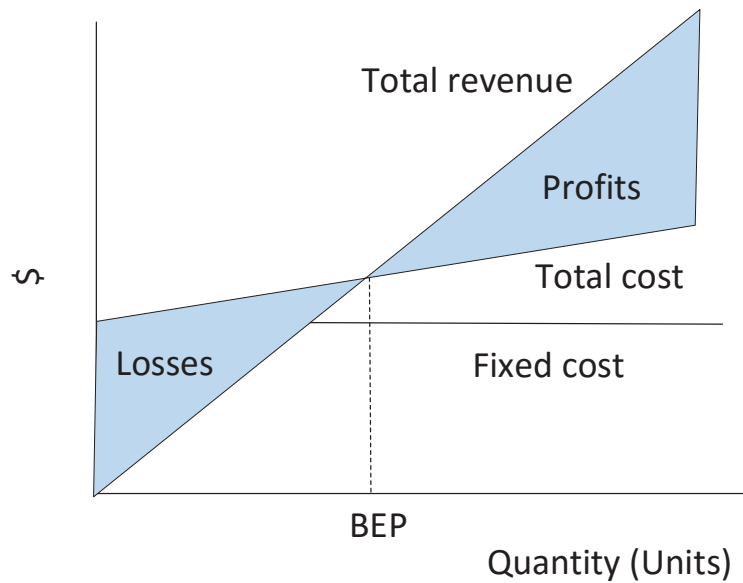 Total revenue
Profits
$
Total cost
Losses
Fixed cost
BEP
Quantity (Units)